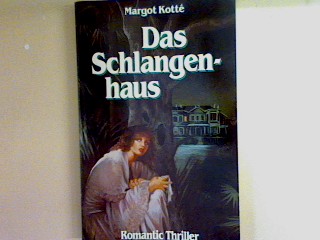 Margot Kotté
Das
Schlangen-
haus
Romantic Thriller